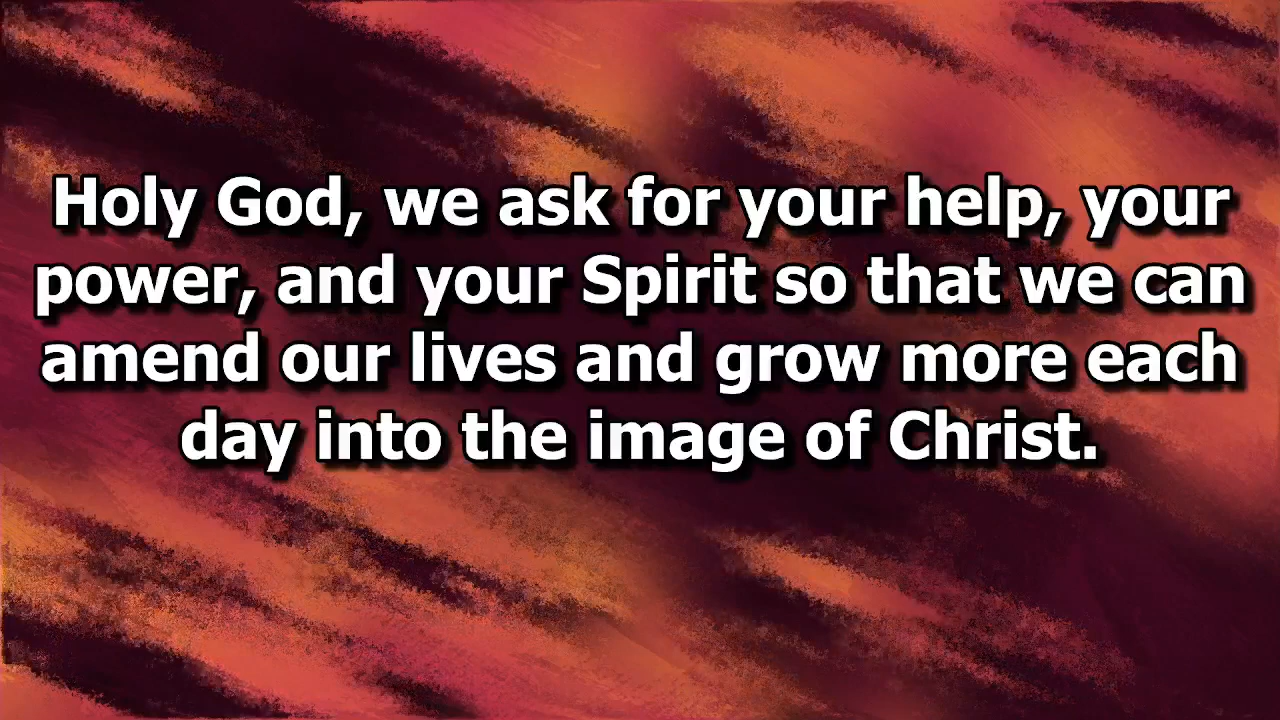 Holy God, we ask for your help, your
power, and your Spirit so that we can
amend our lives and grow more each
day into the image of Christ.